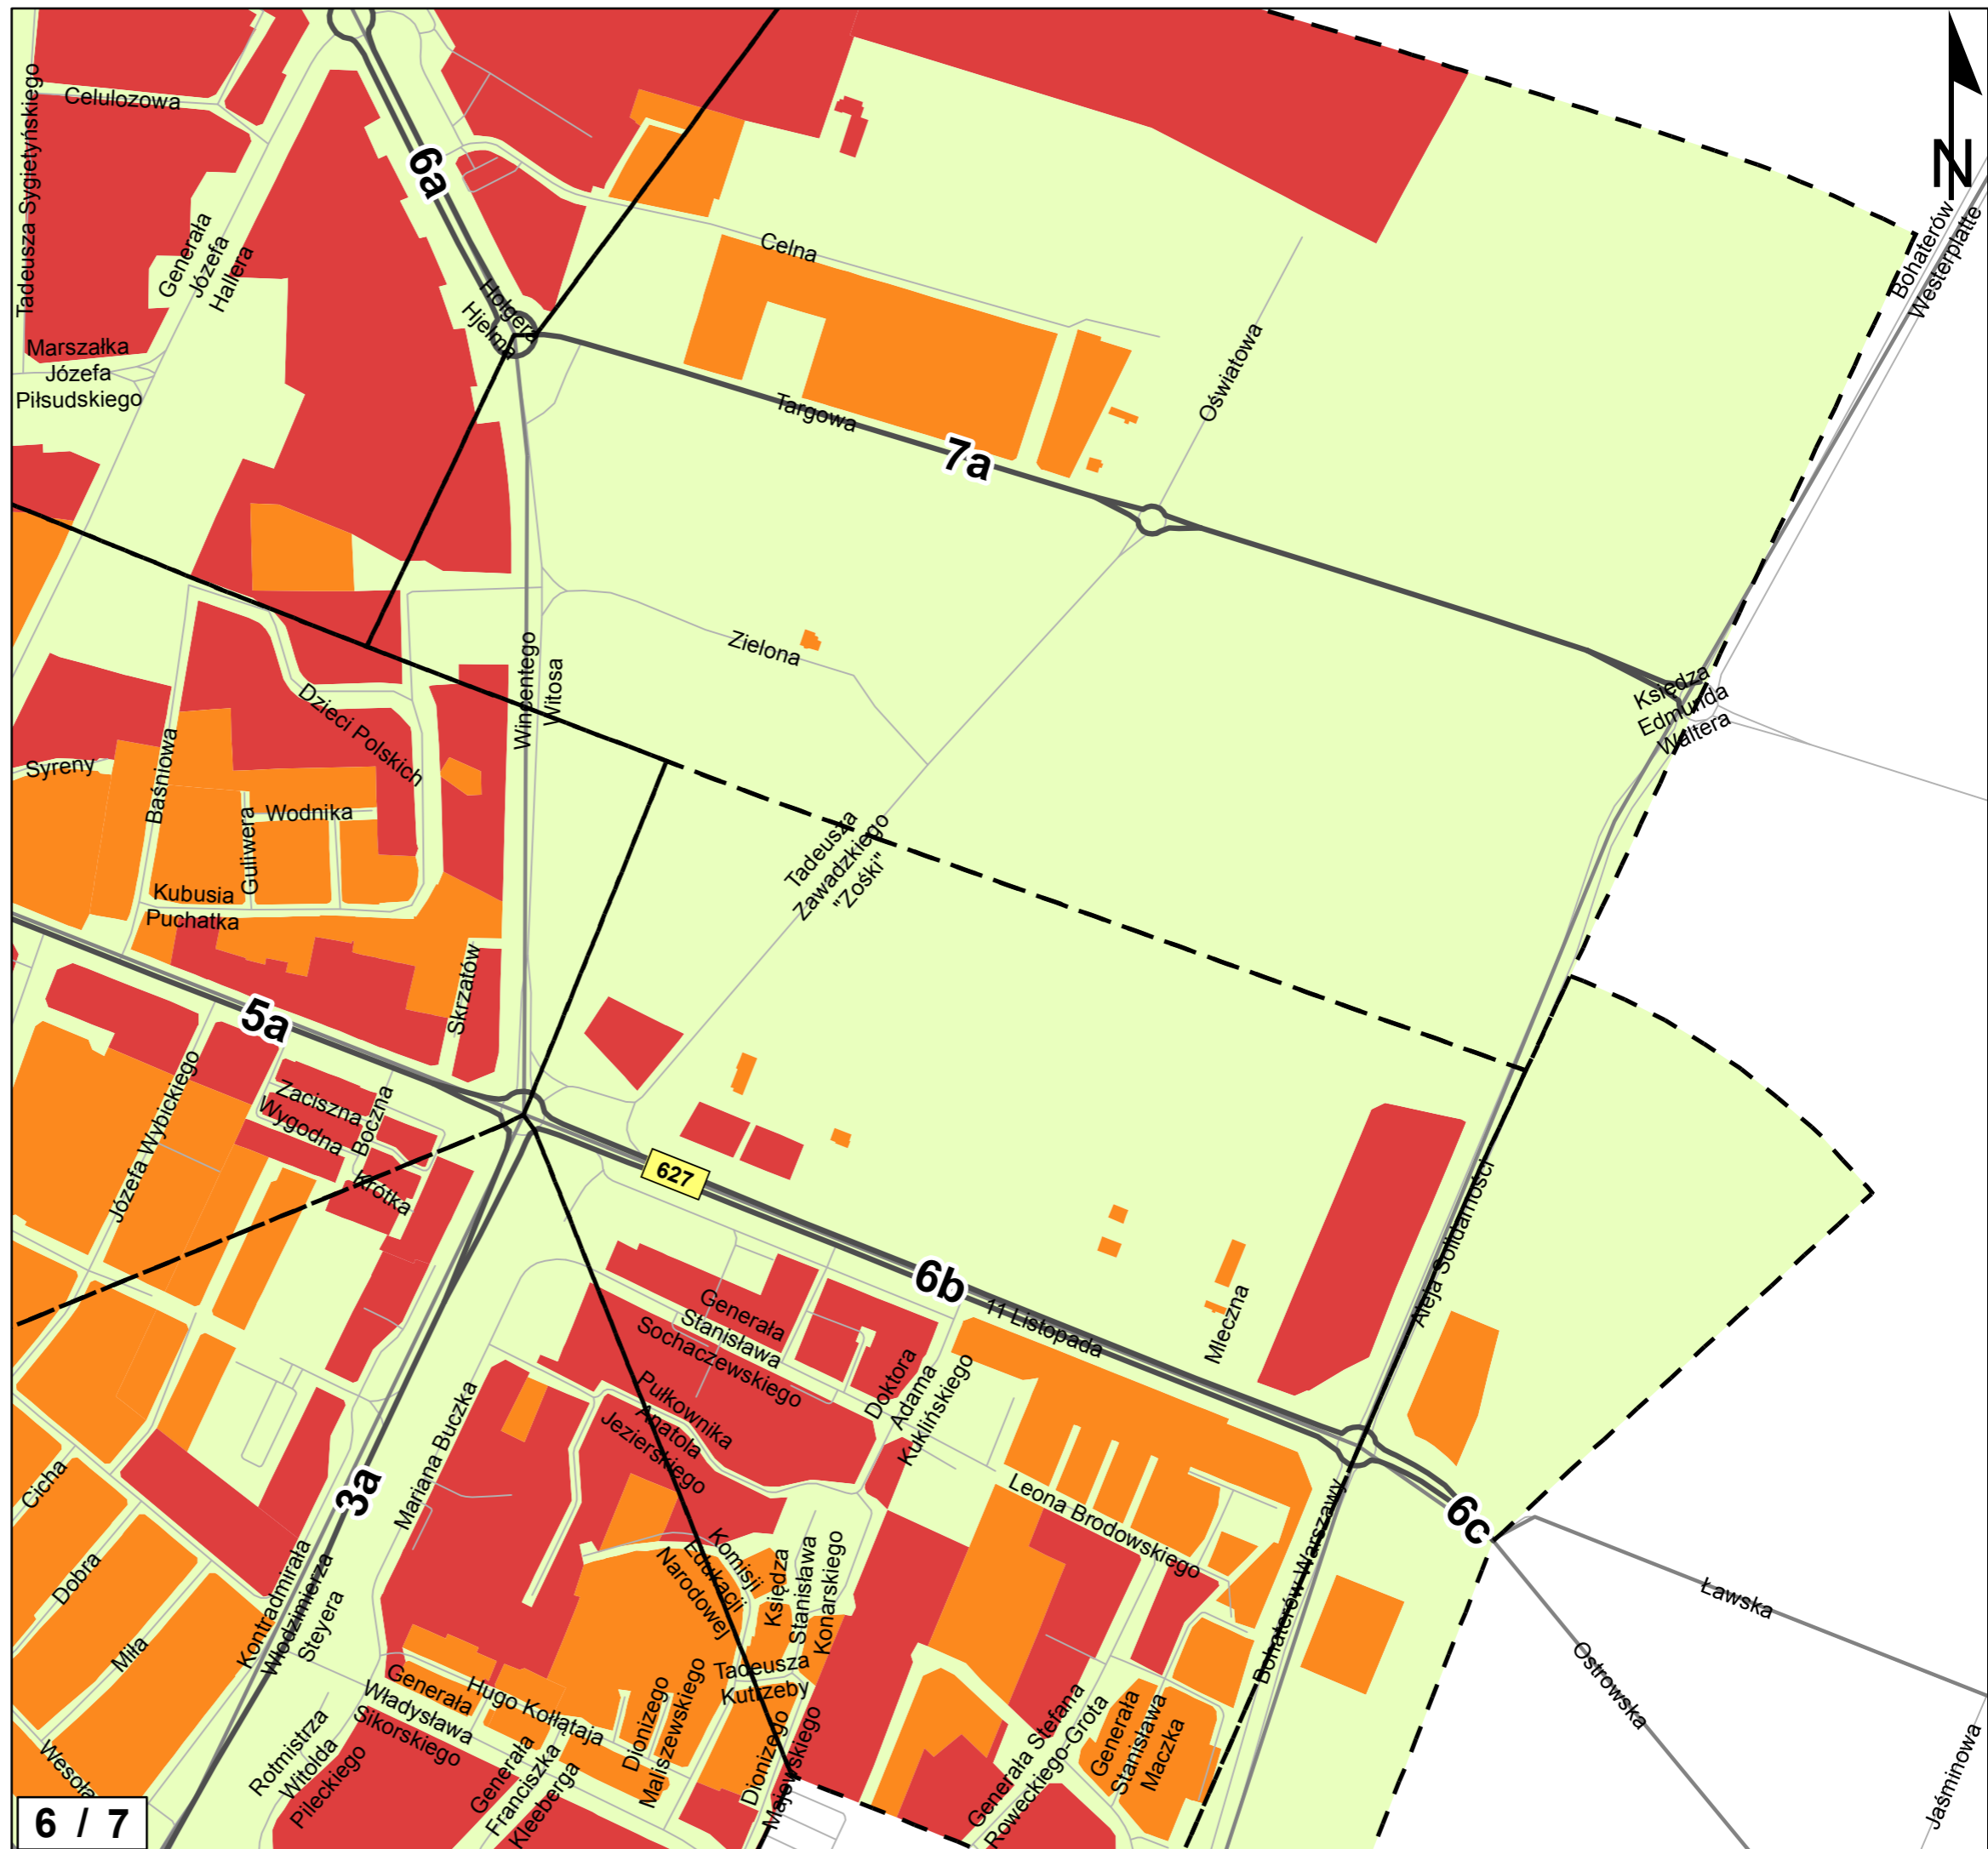 Celulozowa
Tadeusza Sygietyńskiego
Generała
Józefa
Hallera
6a
N
Bohaterów
Westerplatte
Celna
Holgera
Hjelma
Marszałka
Józefa
Piłsudskiego
Targowa
Oświatowa
7a
Zielona
Wincentego
Witosa
Dzieci Polskich
Księdza
Edmunda
Waltera
Syreny
Baśniowa
Wodnika
Guliwera
Kubusia
Puchatka
Tadeusza
Zawadzkiego
"Zośki"
Skrzatów
5a
Józefa Wybickiego
Zaciszna
Wygodna
Boczna
Krótka
627
6b
11 Listopada
Mleczna
Aleja Solidarności
Generała
Stanisława
Sochaczewskiego
Doktora
Adama
Kuklińskiego
Pułkownika
Anatola
Jezierskiego
Mariana Buczka
3a
Cicha
Dobra
Miła
Wesoła
Kontradmirała
Włodzimierza
Steyera
Leona Brodowskiego
6c
Bohaterów Warszawy
Ławska
Ostrowska
Jaśminowa
Komisji
Edukacji
Narodowej
Księdza
Stanisława
Konarskiego
Tadeusza
Kutrzeby
Generała
Władysława
Sikorskiego
Hugo Kołłątaja
Dionizego
Maliszewskiego
Dionizego
Majewskiego
Rotmistrza
Witolda
Pileckiego
Generała
Franciszka
Kleeberga
Generała Stefana
Roweckiego-Grota
Generała
Stanisława
Maczka
6 / 7